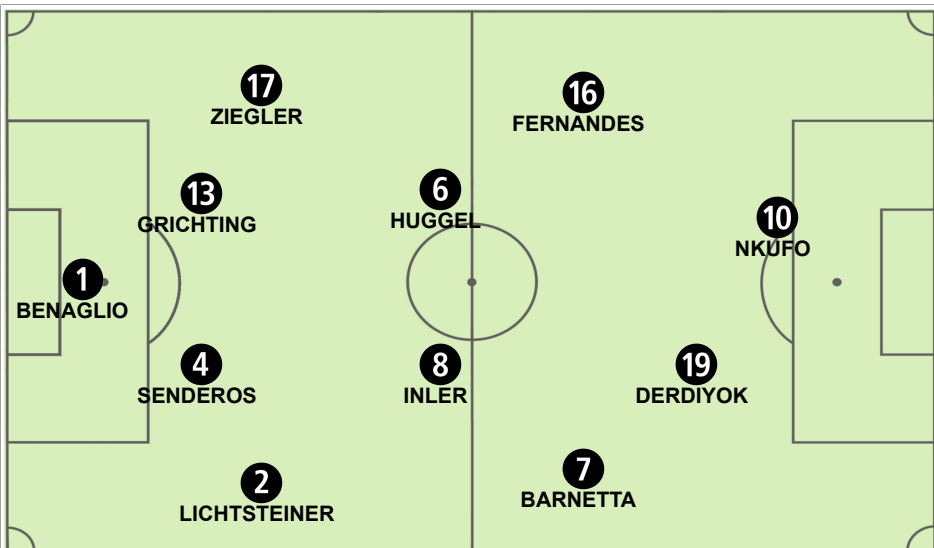 17
ZIEGLER
16
FERNANDES
13
GRICHTING
6
HUGGEL
10
NKUFO
1
BENAGLIO
4
SENDEROS
8
INLER
19
DERDIYOK
2
LICHTSTEINER
7
BARNETTA